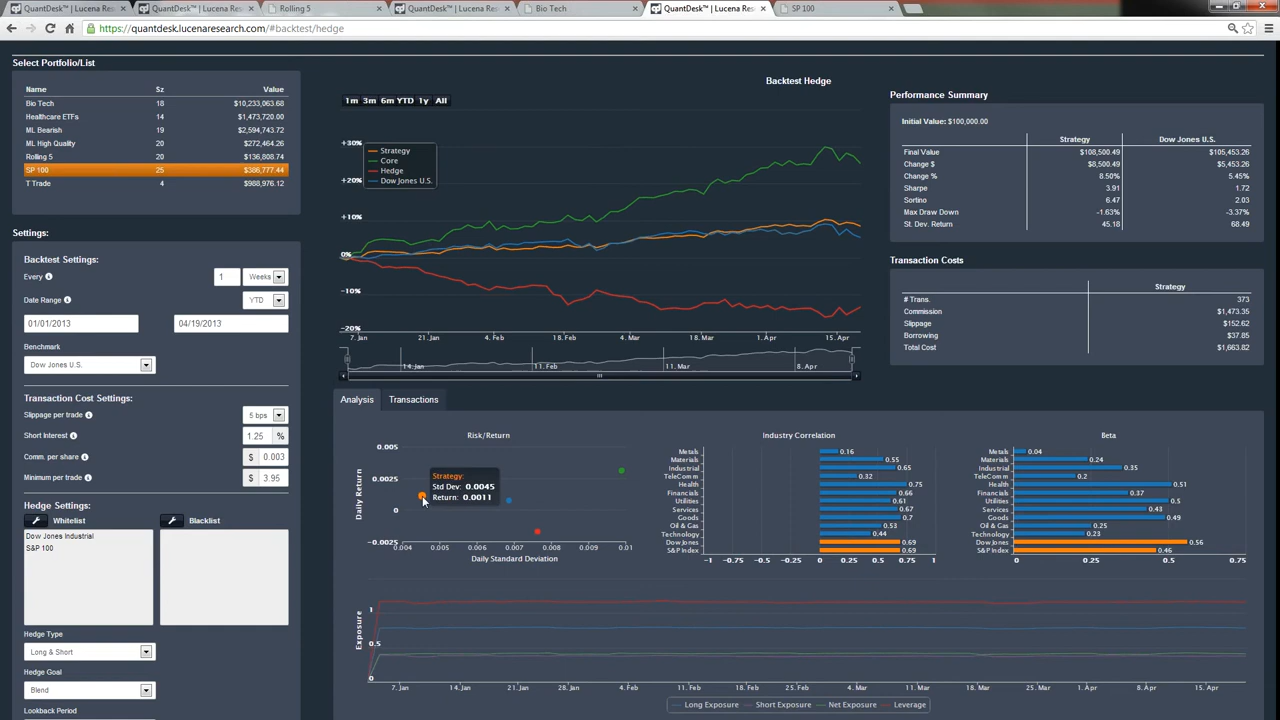 QuantDesk™ | Lucena Rese
QuantDesk™ | Lucena Res
Rolling 5
QuantDesk™ | Lucena Rese
Bio Tech
QuantDesk™ | Lucena Res
SP 100
https://quantdesk.lucenaresearch.com/#backtest/hedge
Select Portfolio/List
Name Sz Value
Bio Tech 18 $10,233,063.68
Healthcare ETFs 14 $1,473,720.00
ML Bearish 19 $2,594,743.72
ML High Quality 20 $272,464.26
Rolling 5 20 $136,808.74
SP 100 25 $386,777.44
T Trade 4 $988,976.12
Settings:
Backtest Settings:
Every 1 Weeks
Date Range YTD
01/01/2013 04/19/2013
Benchmark
Dow Jones U.S.
Transaction Cost Settings:
Slippage per trade 5 bps
Short Interest 1.25 %
Comm. per share $ 0.003
Minimum per trade $ 3.95
Hedge Settings:
Whitelist Blacklist
Dow Jones Industrial
S&P 100
Hedge Type
Long & Short
Hedge Goal
Blend
Lookback Period
Backtest Hedge
1m 3m 6m YTD 1y All
+30%
+20%
+10%
0%
-10%
-20%
Strategy
Core
Hedge
Dow Jones U.S.
7. Jan 21. Jan 4. Feb 18. Feb 4. Mar 18. Mar 1. Apr 15. Apr
14. Jan 11. Feb 11. Mar 8. Apr
Performance Summary
Initial Value: $100,000.00
Strategy Dow Jones U.S.
Final Value $108,500.49 $105,453.26
Change $ $8,500.49 $5,453.26
Change % 8.50% 5.45%
Sharpe 3.91 1.72
Sortino 6.47 2.03
Max Draw Down -1.63% -3.37%
St. Dev. Return 45.18 68.49
Transaction Costs
Strategy
# Trans. 373
Commission $1,473.35
Slippage $152.62
Borrowing $37.85
Total Cost $1,663.82
Analysis Transactions
Risk/Return
Daily Return
0.005
0.0025
0
-0.0025
Strategy:
Std Dev: 0.0045
Return: 0.0011
0.004 0.005 0.006 0.007 0.008 0.009 0.01
Daily Standard Deviation
Industry Correlation
Metals 0.16
Materials 0.55
Industrial 0.65
TeleComm 0.32
Health 0.75
Financials 0.66
Utilities 0.61
Services 0.67
Goods 0.7
Oil & Gas 0.53
Technology 0.44
Dow Jones 0.69
S&P Index 0.69
-1 -0.75 -0.5 -0.25 0 0.25 0.5 0.75 1
Beta
Metals 0.04
Materials 0.24
Industrial 0.35
TeleComm 0.2
Health 0.51
Financials 0.37
Utilities 0.5
Services 0.43
Goods 0.49
Oil & Gas 0.25
Technology 0.23
Dow Jones 0.56
S&P Index 0.46
0 0.25 0.5 0.75
Exposure
1
0.5
0
7. Jan 14. Jan 21. Jan 28. Jan 4. Feb 11. Feb 18. Feb 25. Feb 4. Mar 11. Mar 18. Mar 25. Mar 1. Apr 8. Apr 15. Apr
Long Exposure Short Exposure Net Exposure Leverage